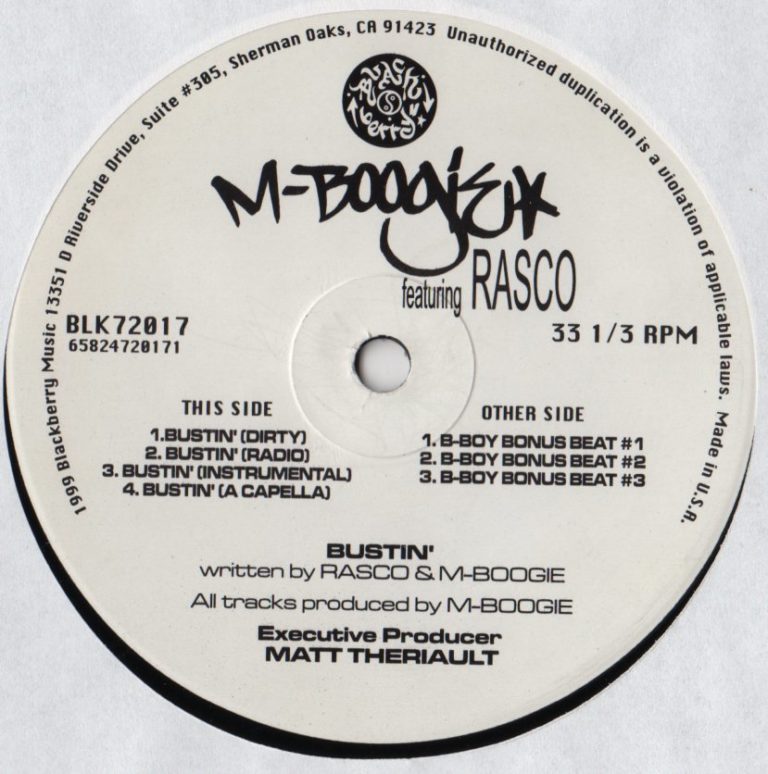 1999 Blackberry Music 13351 D Riverside Drive, Suite #305, Sherman Oaks, CA 91423 Unauthorized duplication is a violation of applicable laws. Made in U.S.A.
BLACK
berry
M-BOOGIE
featuring RASCO
BLK72017
65824720171
33 1/3 RPM
THIS SIDE
1.BUSTIN' (DIRTY)
2. BUSTIN' (RADIO)
3. BUSTIN' (INSTRUMENTAL)
4. BUSTIN' (A CAPELLA)
OTHER SIDE
1. B-BOY BONUS BEAT #1
2. B-BOY BONUS BEAT #2
3. B-BOY BONUS BEAT #3
BUSTIN'
written by RASCO & M-BOOGIE
All tracks produced by M-BOOGIE
Executive Producer
MATT THERIAULT